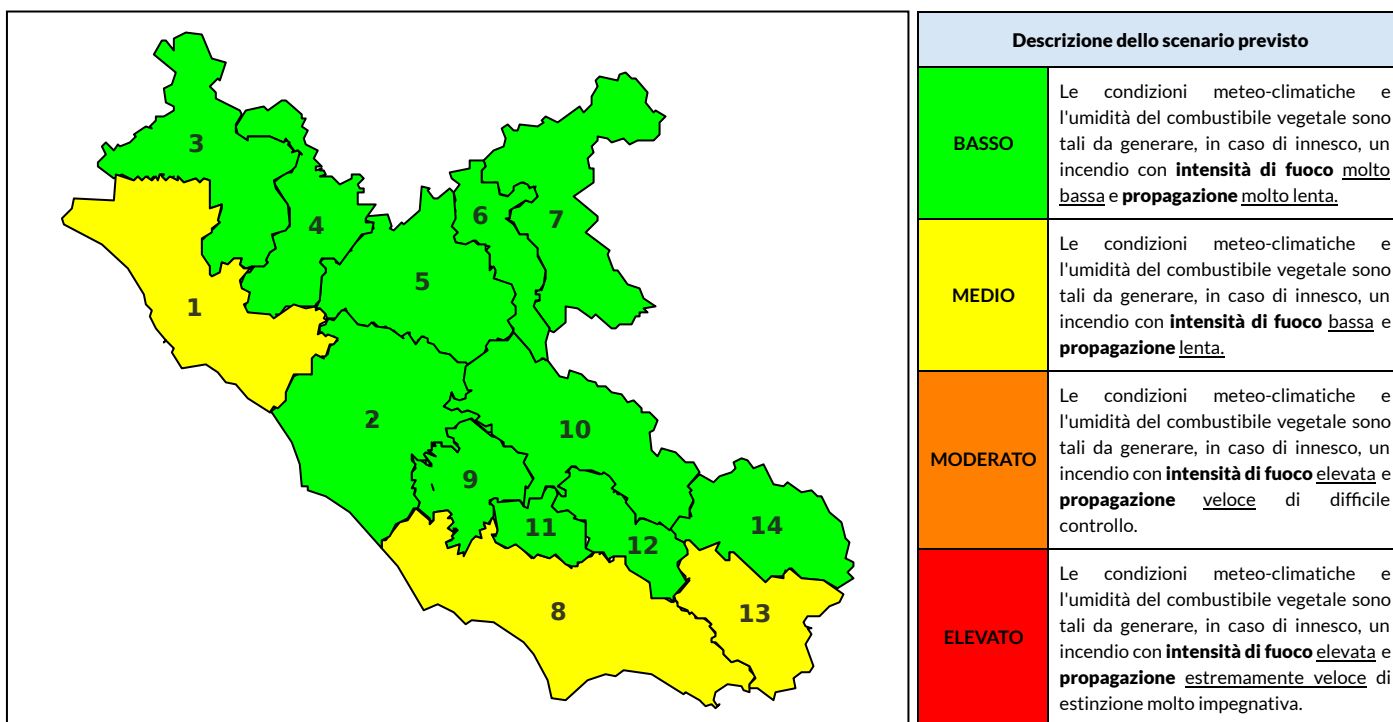 3
4
6
7
5
1
2
10
9
11
12
14
8
13
Descrizione dello scenario previsto
BASSO
Le condizioni meteo-climatiche e
l'umidità del combustibile vegetale sono
tali da generare, in caso di innesco, un
incendio con intensità di fuoco molto
bassa e propagazione molto lenta.
MEDIO
Le condizioni meteo-climatiche e
l'umidità del combustibile vegetale sono
tali da generare, in caso di innesco, un
incendio con intensità di fuoco bassa e
propagazione lenta.
MODERATO
Le condizioni meteo-climatiche e
l'umidità del combustibile vegetale sono
tali da generare, in caso di innesco, un
incendio con intensità di fuoco elevata e
propagazione veloce di difficile
controllo.
ELEVATO
Le condizioni meteo-climatiche e
l'umidità del combustibile vegetale sono
tali da generare, in caso di innesco, un
incendio con intensità di fuoco elevata e
propagazione estremamente veloce di
estinzione molto impegnativa.